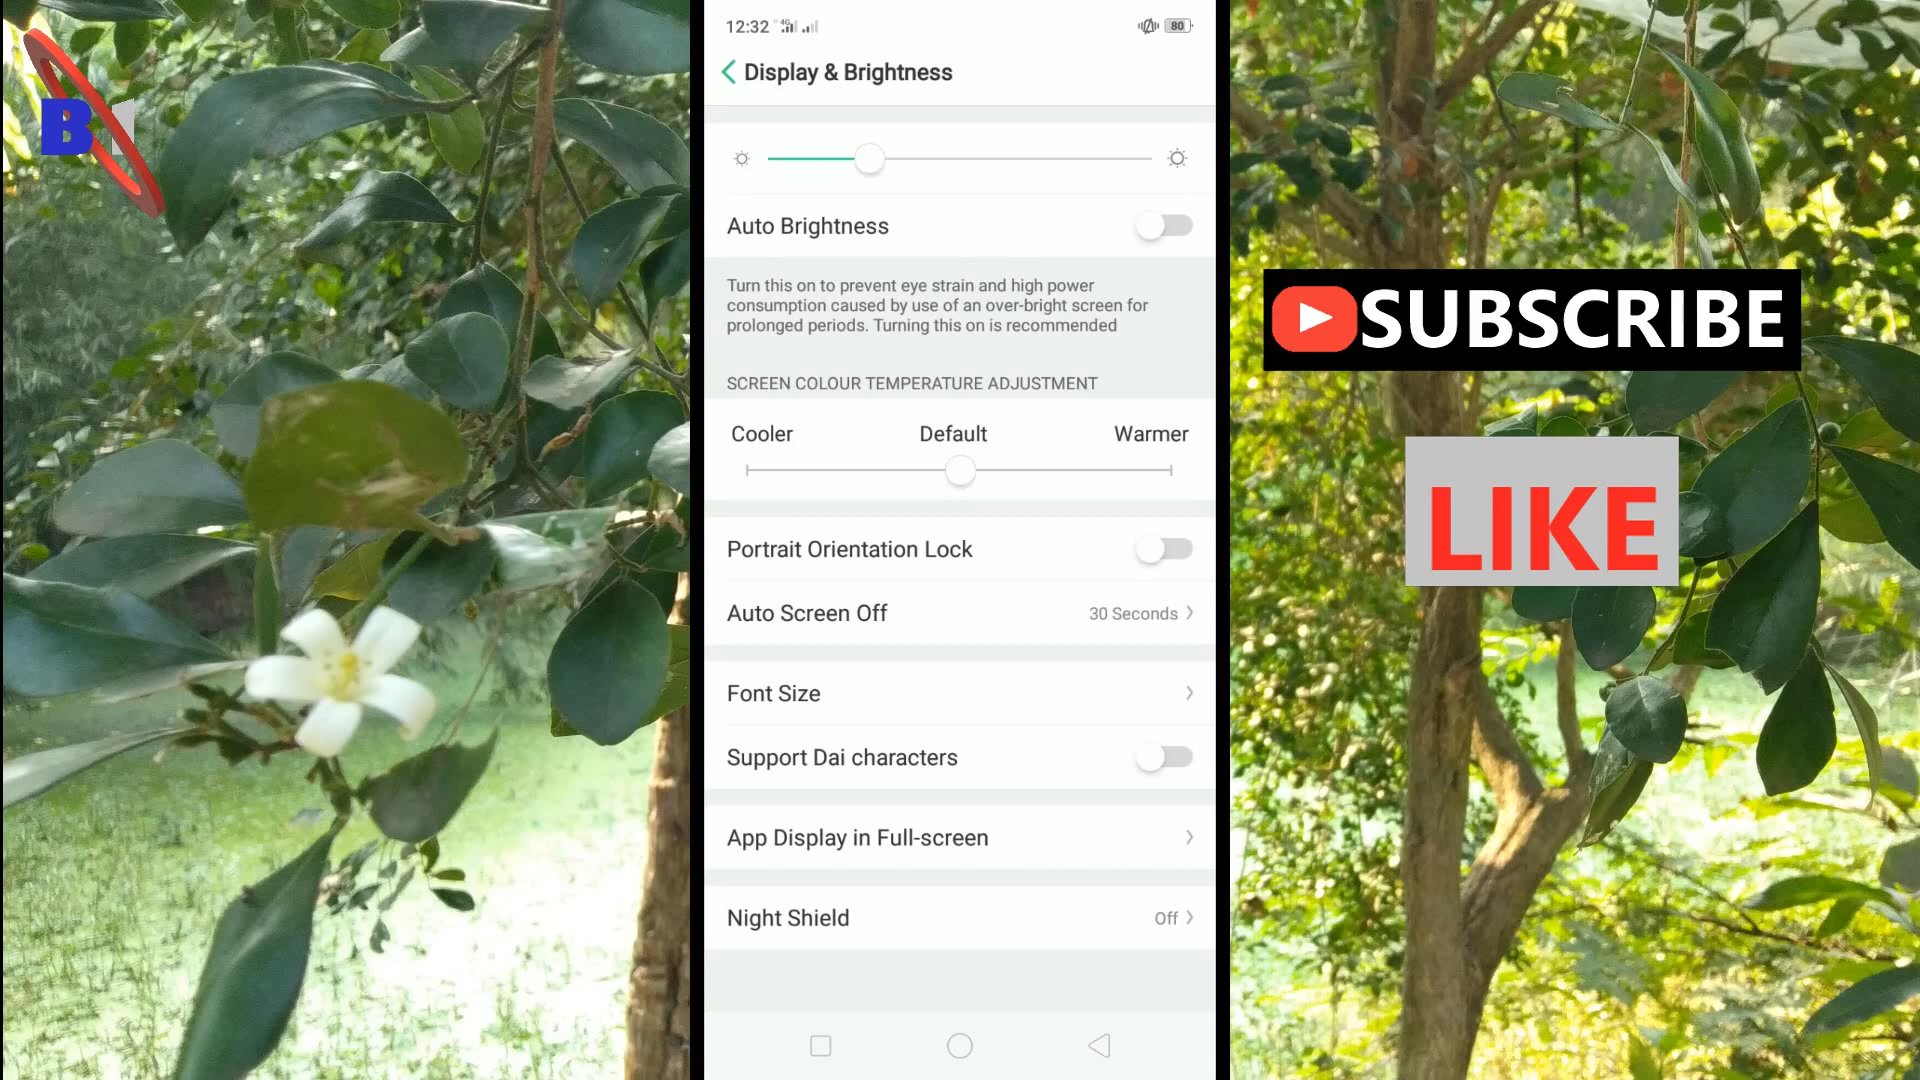 B
12:32 4G 80
Display & Brightness
Auto Brightness
Turn this on to prevent eye strain and high power
consumption caused by use of an over-bright screen for
prolonged periods. Turning this on is recommended
SCREEN COLOUR TEMPERATURE ADJUSTMENT
Cooler Default Warmer
Portrait Orientation Lock
Auto Screen Off 30 Seconds
Font Size
Support Dai characters
App Display in Full-screen
Night Shield Off
SUBSCRIBE
LIKE